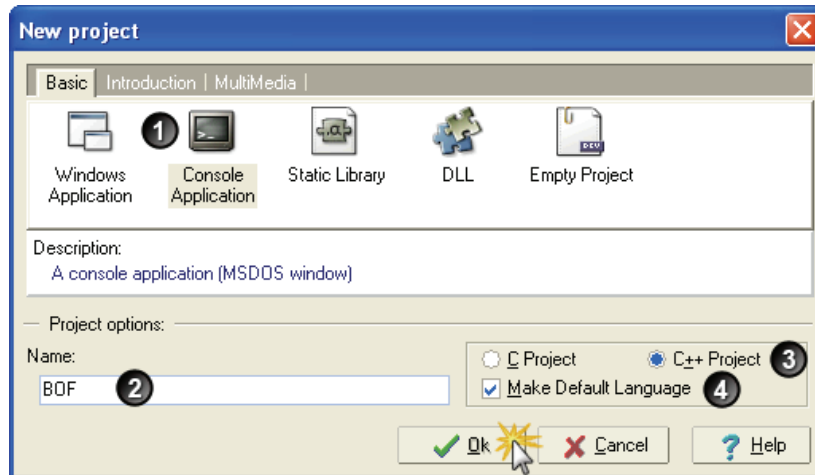 New project
Basic | Introduction | MultiMedia |
1
Windows Application
Console Application
Static Library
DLL
DEV
Empty Project
Description:
A console application (MSDOS window)
Project options:
Name:
BOF
2
C Project
C++ Project
3
Make Default Language
4
Ok
Cancel
Help